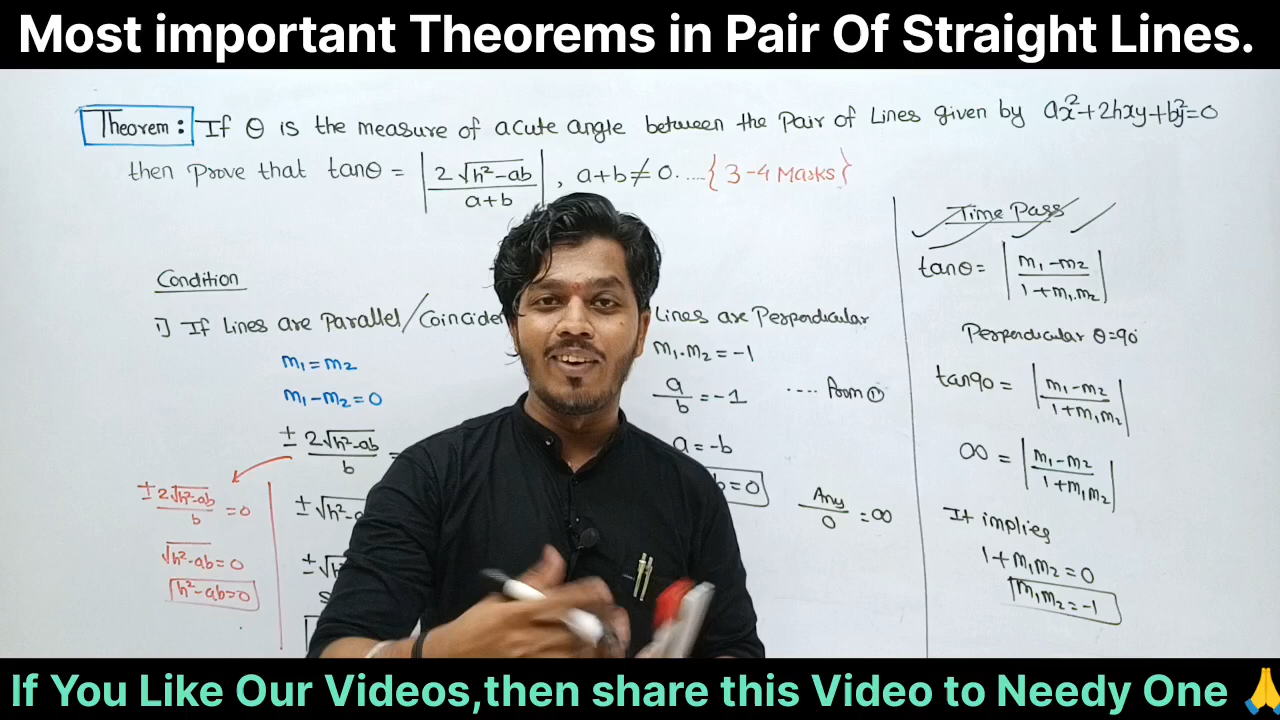 Most important Theorems in Pair Of Straight Lines.
Theorem: If θ is the measure of acute angle between the Pair of Lines given by ax²+2hxy+by²=0
then Prove that tanθ = |2√h²-ab / a+b|, a+b≠0. ....{3-4 Masks}
Condition
i) If Lines are Parallel/Coinciden
m₁=m₂
m₁-m₂=0
± 2√h²-ab / b =
±2√h²-ab / b =0
√h²-ab=0
h²-ab=0
±√h²-a
±√h
Lines are Perpendicular
m₁.m₂=-1
a/b=-1 .... from ①
a=-b
b=0
Any/0=∞
Time Pass
tanθ= |m₁-m₂ / 1+m₁.m₂|
Perpendicular θ=90°
tan90 = |m₁-m₂ / 1+m₁m₂|
∞ = |m₁-m₂ / 1+m₁m₂|
It implies
1+m₁m₂=0
m₁m₂=-1
If You Like Our Videos,then share this Video to Needy One 🙏